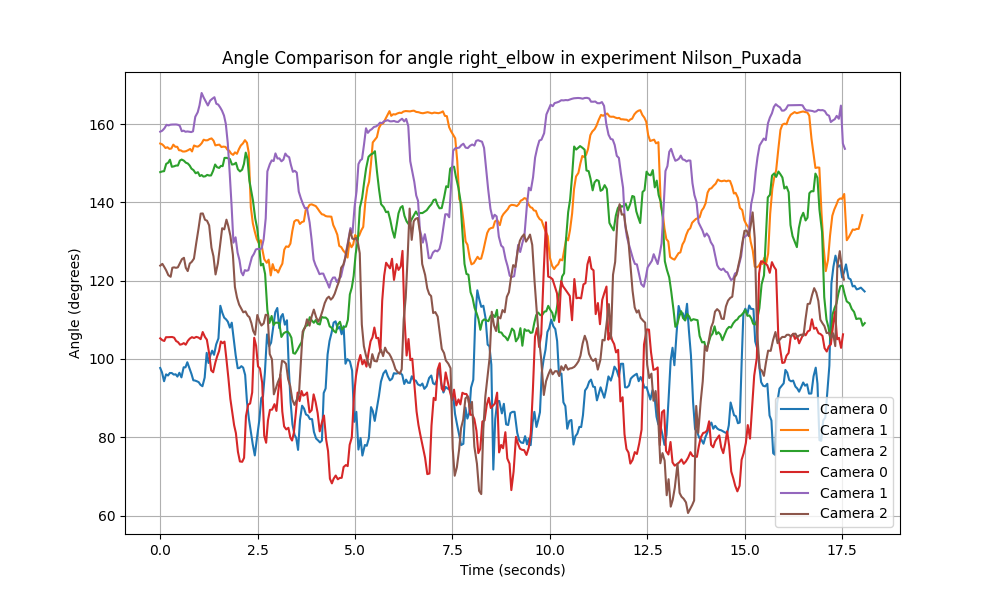 Angle Comparison for angle right_elbow in experiment Nilson_Puxada
Angle (degrees)
160
140
120
100
80
60
0.0 2.5 5.0 7.5 10.0 12.5 15.0 17.5
Time (seconds)
Camera 0
Camera 1
Camera 2
Camera 0
Camera 1
Camera 2